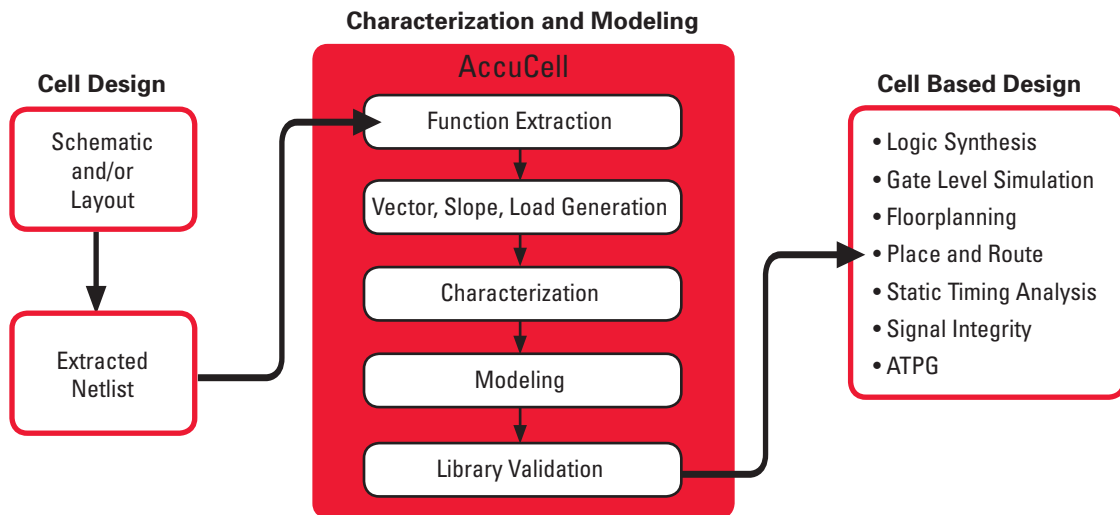 Characterization and Modeling
Cell Design
Schematic
and/or
Layout
Extracted
Netlist
AccuCell
Function Extraction
Vector, Slope, Load Generation
Characterization
Modeling
Library Validation
Cell Based Design
• Logic Synthesis
• Gate Level Simulation
• Floorplanning
• Place and Route
• Static Timing Analysis
• Signal Integrity
• ATPG